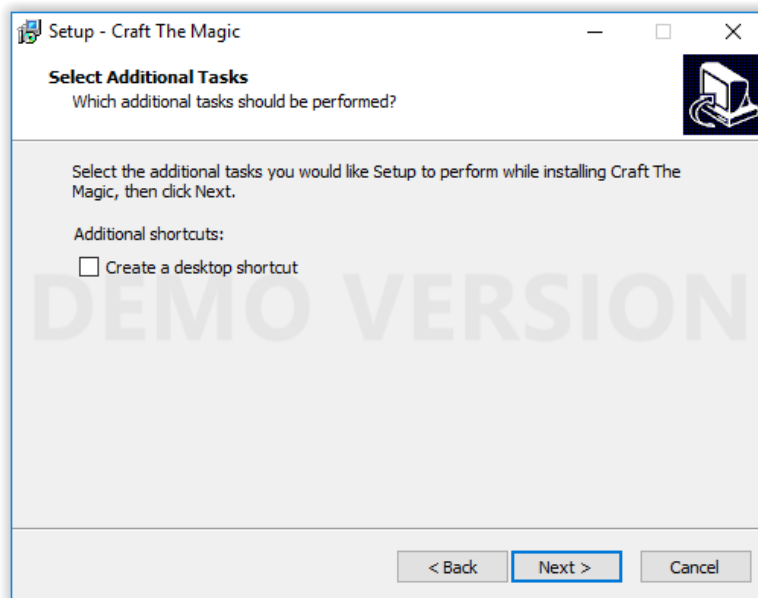 Setup - Craft The Magic
Select Additional Tasks
Which additional tasks should be performed?
Select the additional tasks you would like Setup to perform while installing Craft The
Magic, then click Next.
Additional shortcuts:
Create a desktop shortcut
DEMO VERSION
< Back Next > Cancel